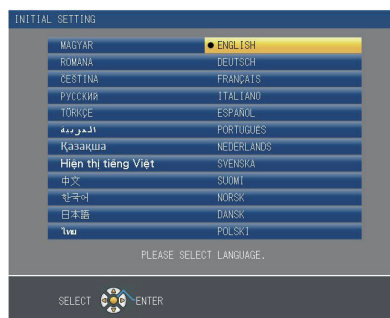 INITIAL SETTING
MAGYAR ● ENGLISH
ROMÂNĂ DEUTSCH
ČEŠTINA FRANÇAIS
РУССКИЙ ITALIANO
TÜRKÇE ESPAÑOL
العربية PORTUGUÊS
Қазақша NEDERLANDS
Hiện thị tiếng Việt SVENSKA
中文 SUOMI
한국어 NORSK
日本語 DANSK
ไทย POLSKI
PLEASE SELECT LANGUAGE.
SELECT ENTER